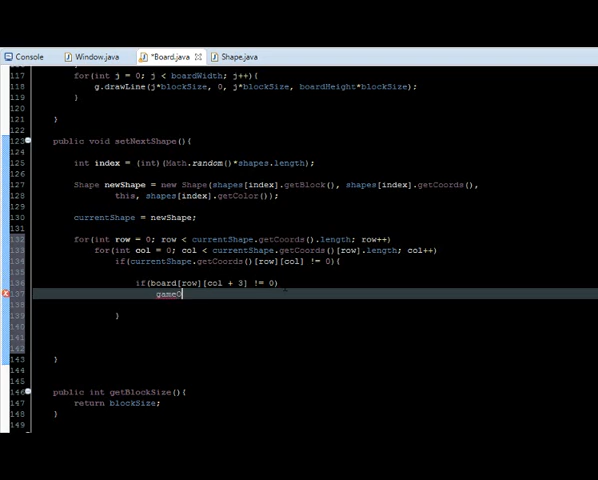 Console Window.java *Board.java Shape.java
117 for(int j = 0; j < boardWidth; j++){
118 g.drawLine(j*blockSize, 0, j*blockSize, boardHeight*blockSize);
119 }
120
121 }
122
123 public void setNextShape(){
124
125 int index = (int)(Math.random()*shapes.length);
126
127 Shape newShape = new Shape(shapes[index].getBlock(), shapes[index].getCoords(),
128 this, shapes[index].getColor());
129
130 currentShape = newShape;
131
132 for(int row = 0; row < currentShape.getCoords().length; row++)
133 for(int col = 0; col < currentShape.getCoords()[row].length; col++)
134 if(currentShape.getCoords()[row][col] != 0){
135
136 if(board[row][col + 3] != 0)
137 gameO
138
139 }
140
141
142
143 }
144
145
146 public int getBlockSize(){
147 return blockSize;
148 }
149